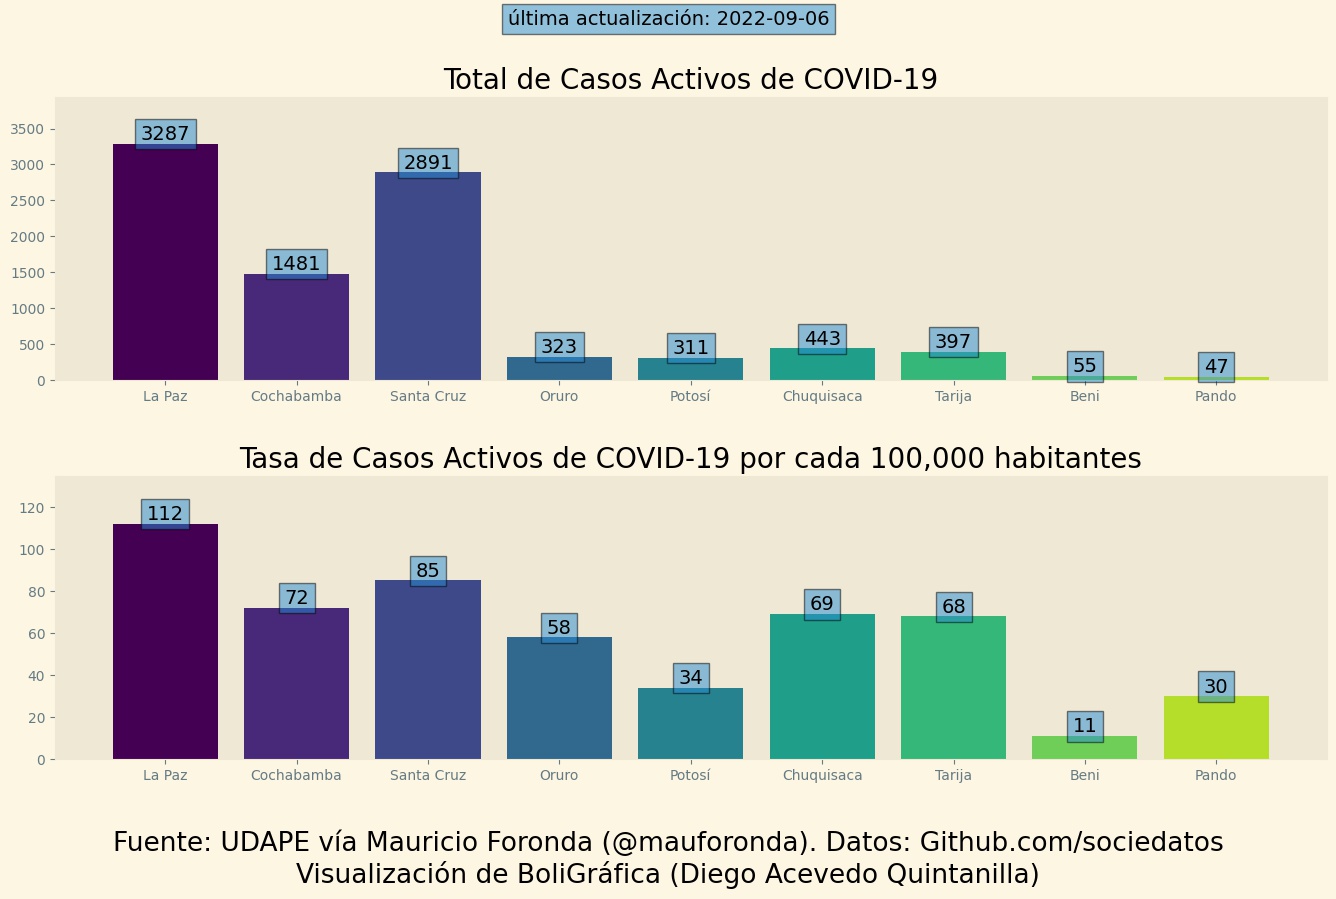 última actualización: 2022-09-06
Total de Casos Activos de COVID-19
3500
3000
2500
2000
1500
1000
500
0
3287
1481
2891
323
311
443
397
55
47
La Paz
Cochabamba
Santa Cruz
Oruro
Potosí
Chuquisaca
Tarija
Beni
Pando
Tasa de Casos Activos de COVID-19 por cada 100,000 habitantes
120
100
80
60
40
20
0
112
72
85
58
34
69
68
11
30
La Paz
Cochabamba
Santa Cruz
Oruro
Potosí
Chuquisaca
Tarija
Beni
Pando
Fuente: UDAPE vía Mauricio Foronda (@mauforonda). Datos: Github.com/sociedatos
Visualización de BoliGráfica (Diego Acevedo Quintanilla)